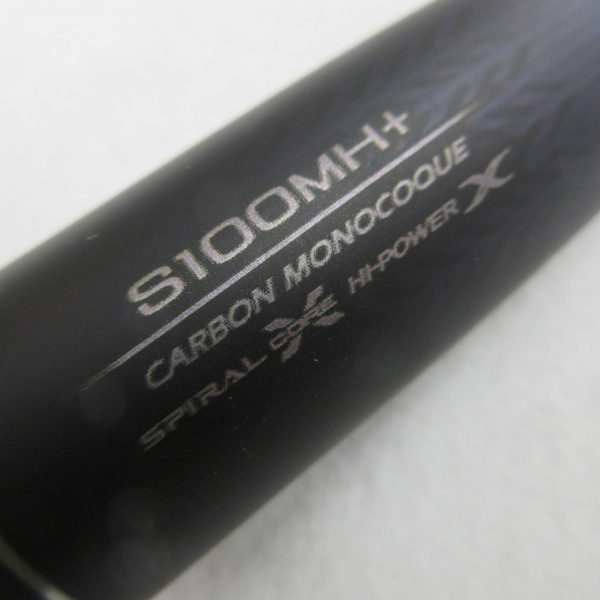 S100MH+
CARBON MONOCOQUE
SPIRAL X CORE HI-POWER X